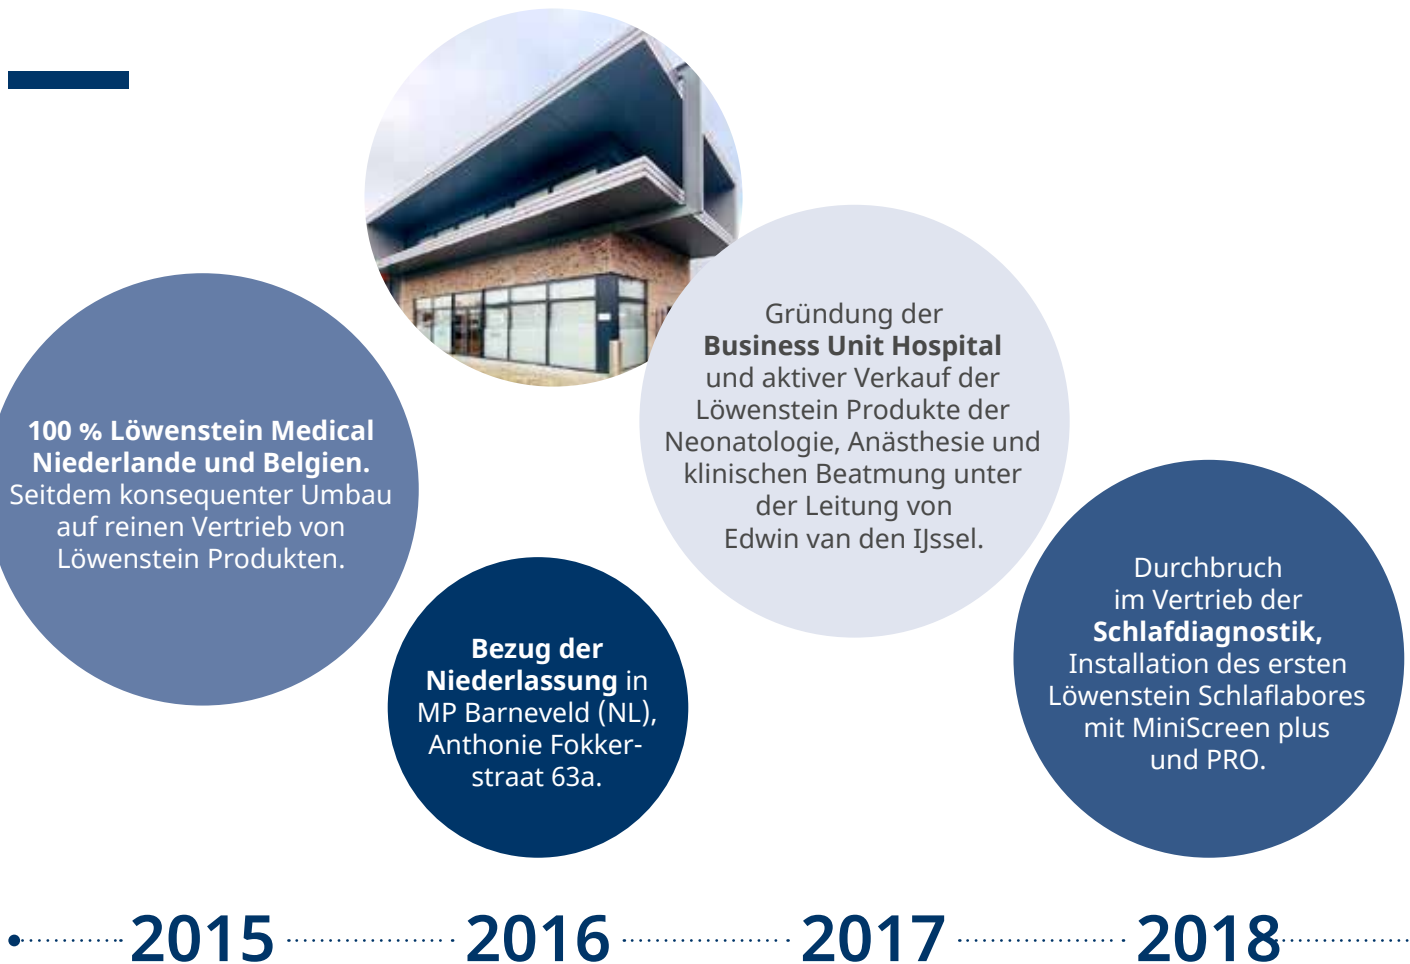 100 % Löwenstein Medical
Niederlande und Belgien.
Seitdem konsequenter Umbau
auf reinen Vertrieb von
Löwenstein Produkten.
Bezug der
Niederlassung in
MP Barneveld (NL),
Anthonie Fokker-
straat 63a.
Gründung der
Business Unit Hospital
und aktiver Verkauf der
Löwenstein Produkte der
Neonatologie, Anästhesie und
klinischen Beatmung unter
der Leitung von
Edwin van den IJssel.
Durchbruch
im Vertrieb der
Schlafdiagnostik,
Installation des ersten
Löwenstein Schlaflabores
mit MiniScreen plus
und PRO.
2015 2016 2017 2018